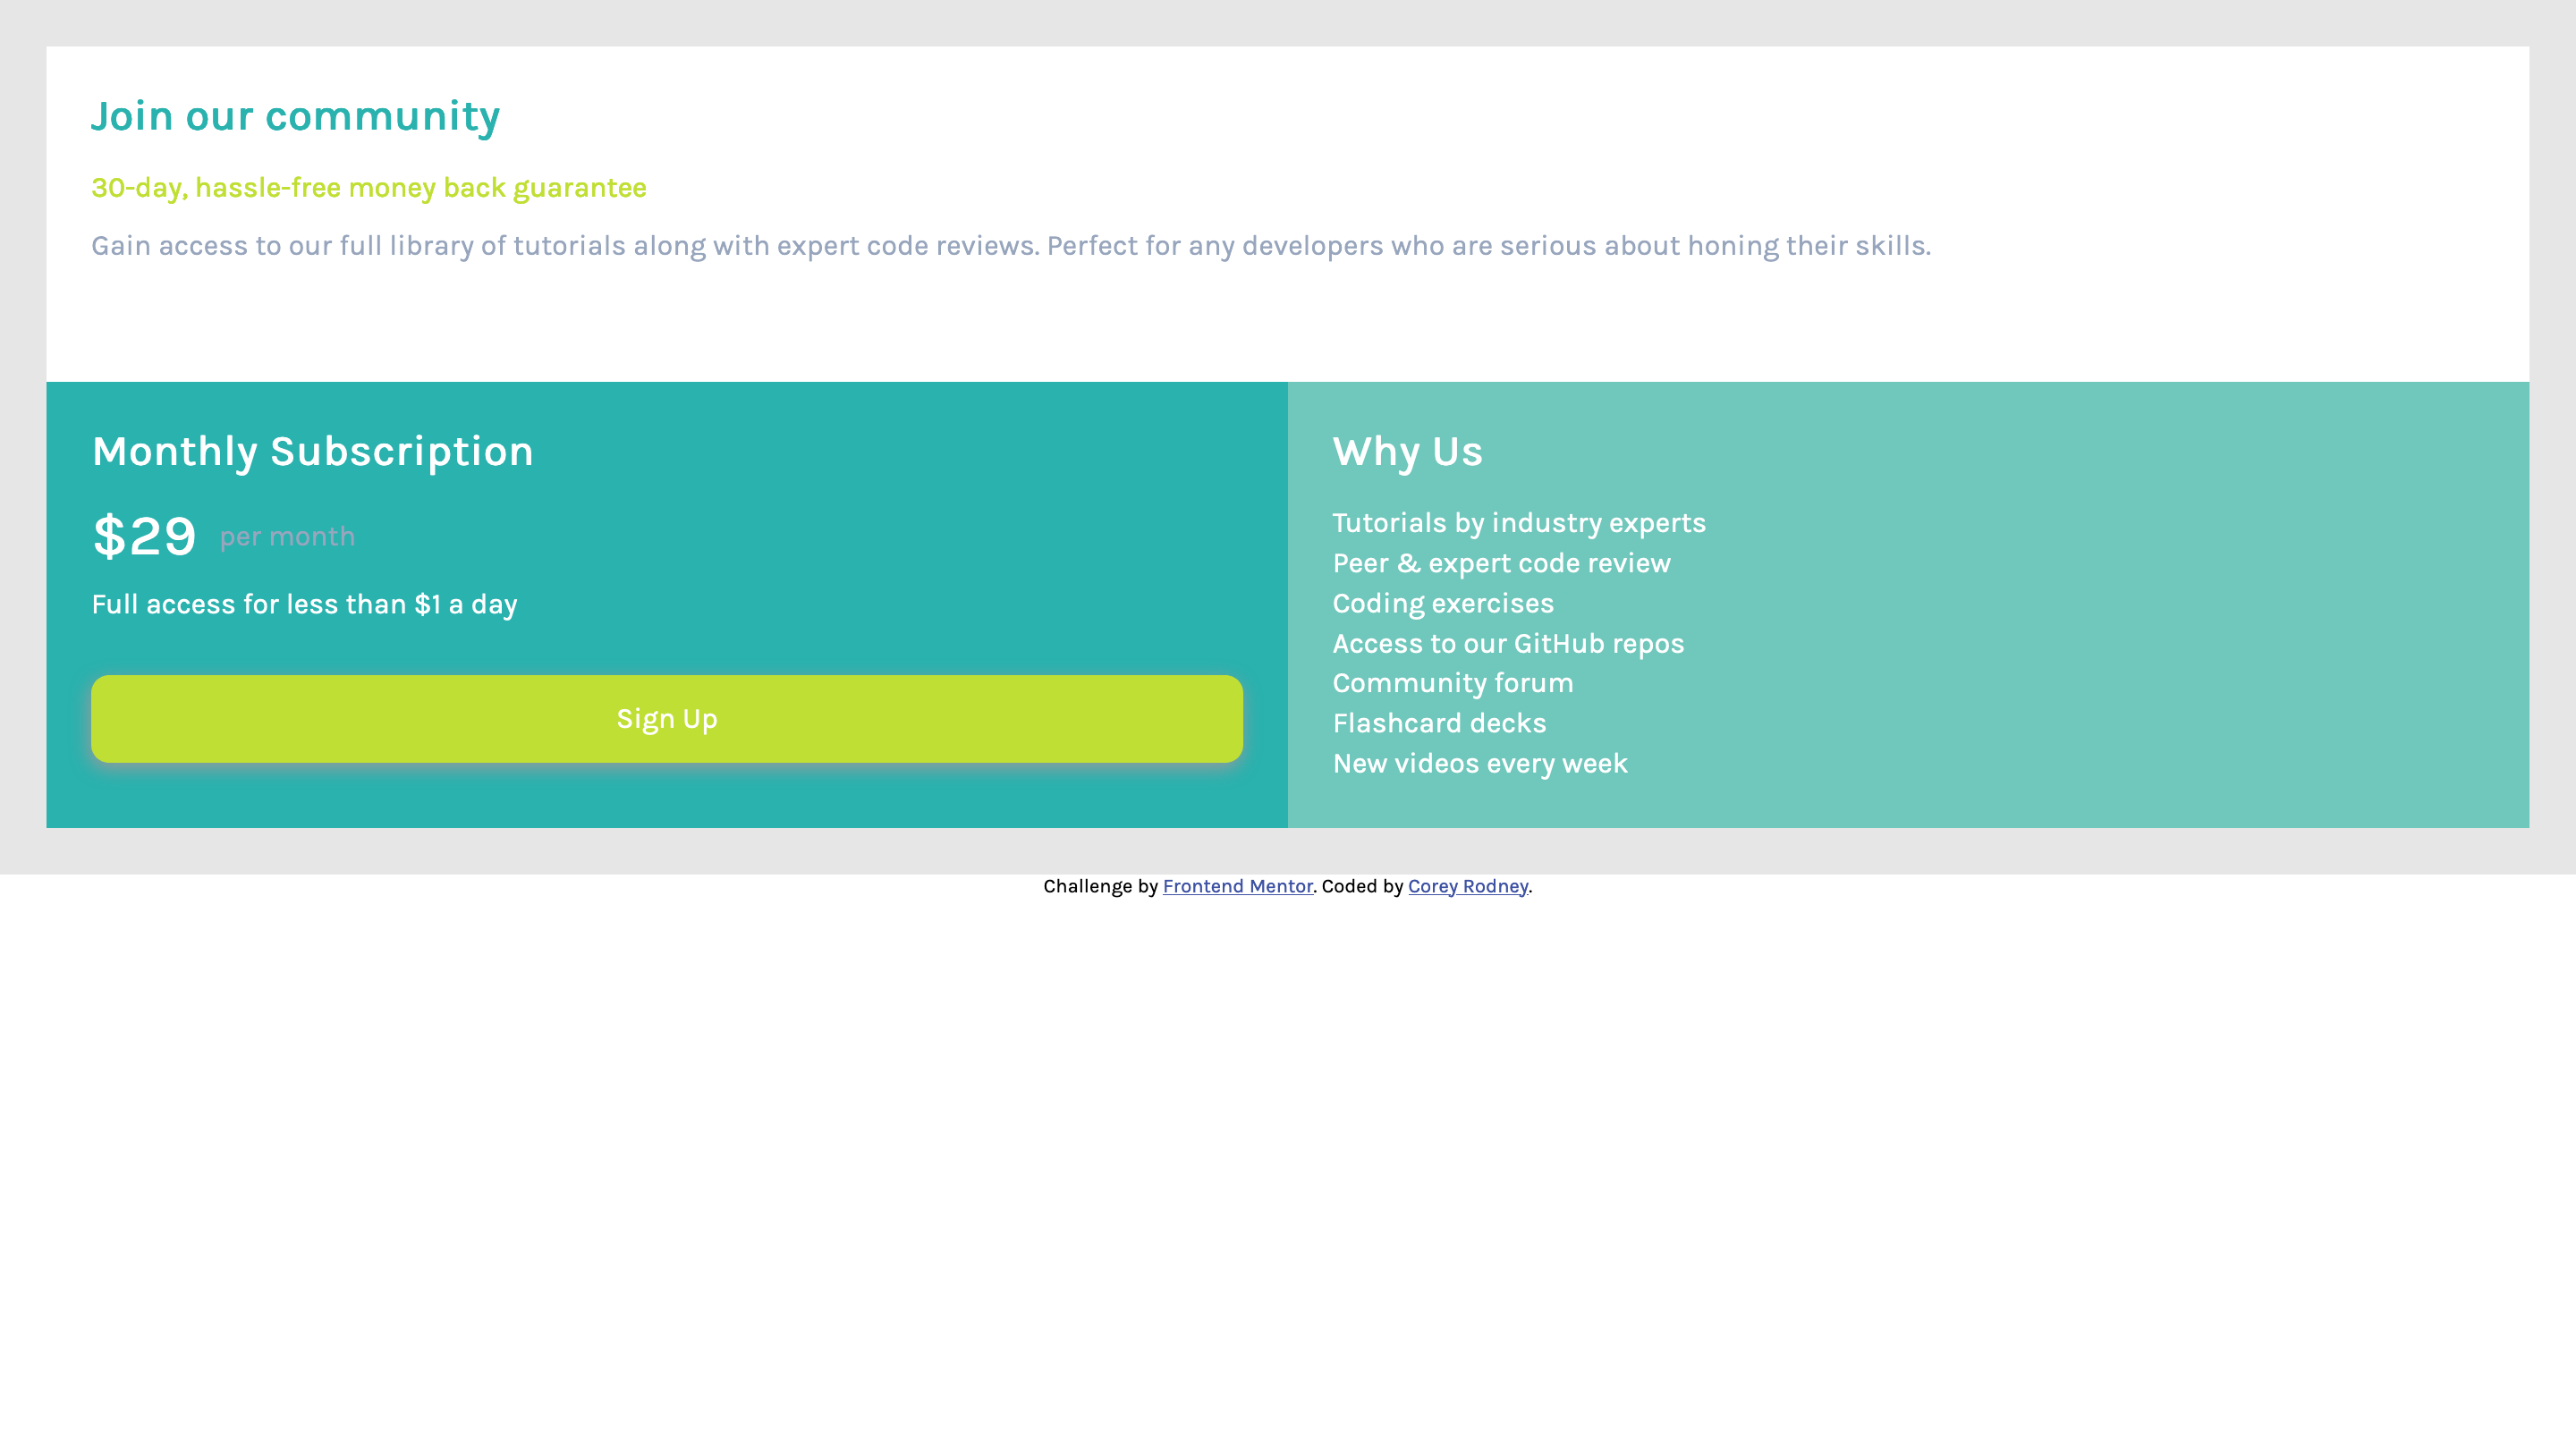 Join our community
30-day, hassle-free money back guarantee
Gain access to our full library of tutorials along with expert code reviews. Perfect for any developers who are serious about honing their skills.
Monthly Subscription
$29 per month
Full access for less than $1 a day
Sign Up
Why Us
Tutorials by industry experts
Peer & expert code review
Coding exercises
Access to our GitHub repos
Community forum
Flashcard decks
New videos every week
Challenge by Frontend Mentor. Coded by Corey Rodney.